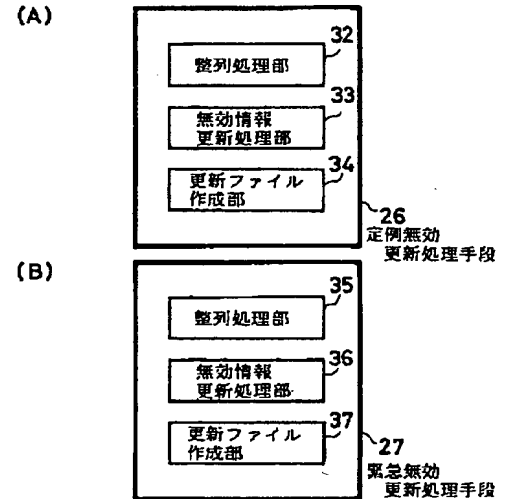 (A)
32
整列処理部
33
無効情報
更新処理部
34
更新ファイル
作成部
26
定例無効
更新処理手段
(B)
35
整列処理部
36
無効情報
更新処理部
37
更新ファイル
作成部
27
緊急無効
更新処理手段